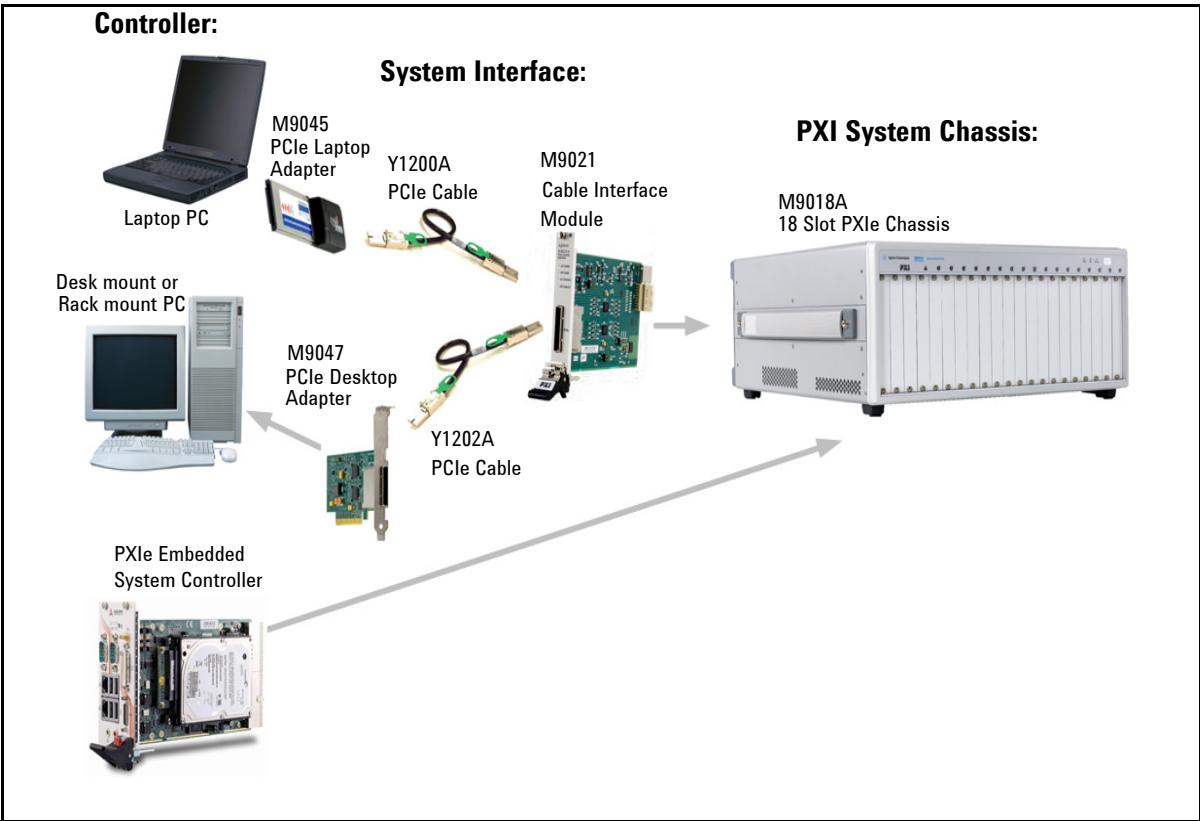 Controller:
System Interface:
PXI System Chassis:
M9045
PCIe Laptop
Adapter
Laptop PC
Y1200A
PCIe Cable
M9021
Cable Interface
Module
M9018A
18 Slot PXIe Chassis
PXI
Desk mount or
Rack mount PC
M9047
PCIe Desktop
Adapter
Y1202A
PCIe Cable
PXI
PXIe Embedded
System Controller